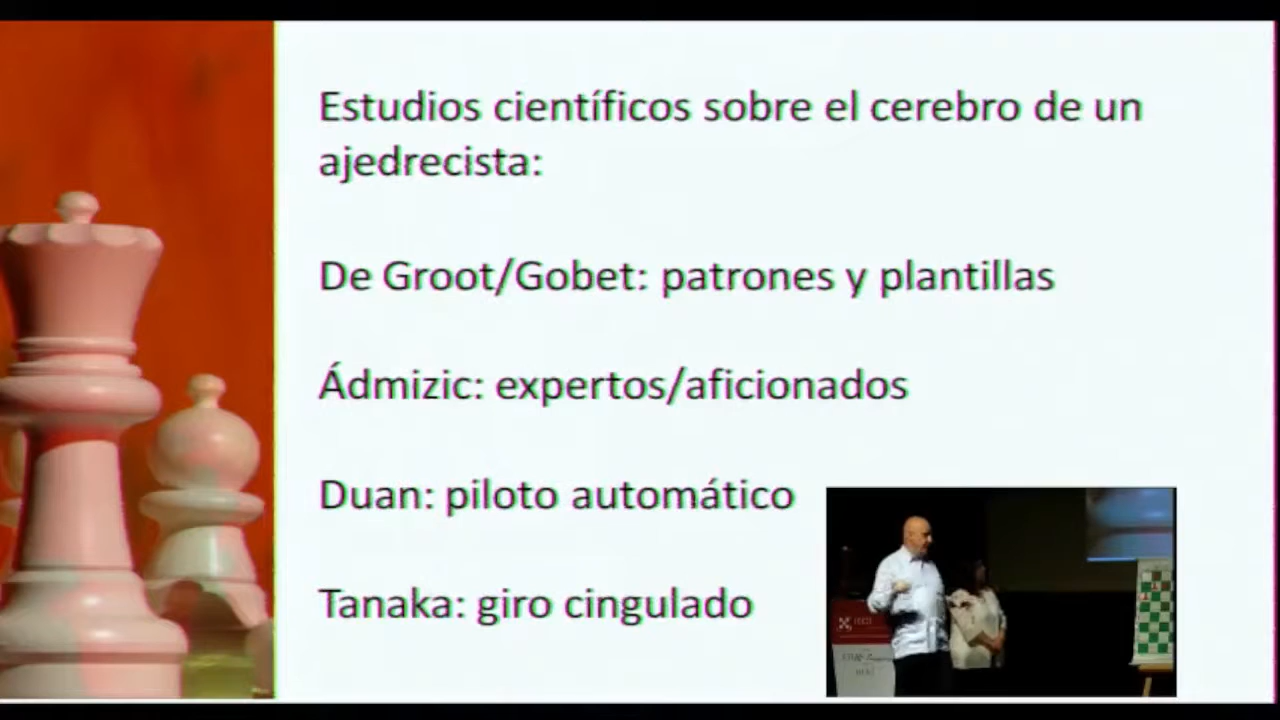 Estudios científicos sobre el cerebro de un
ajedrecista:
De Groot/Gobet: patrones y plantillas
Ádmizic: expertos/aficionados
Duan: piloto automático
Tanaka: giro cingulado